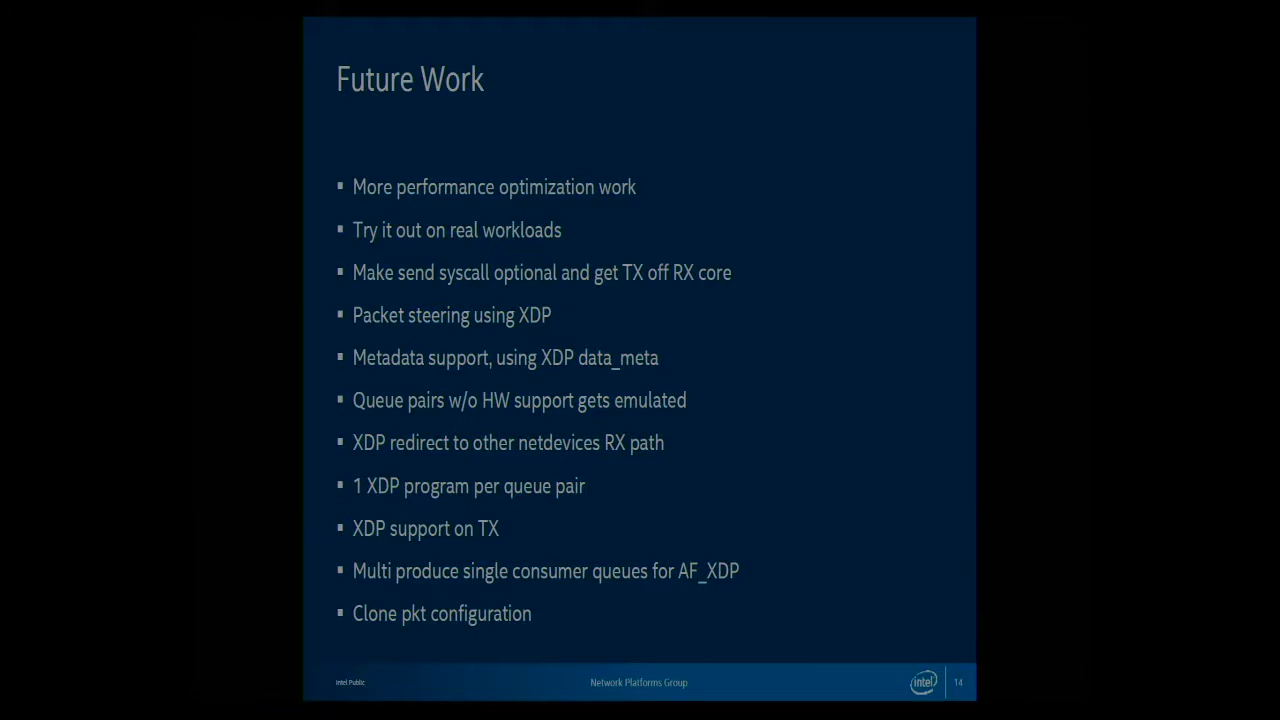 Future Work
▪ More performance optimization work
▪ Try it out on real workloads
▪ Make send syscall optional and get TX off RX core
▪ Packet steering using XDP
▪ Metadata support, using XDP data_meta
▪ Queue pairs w/o HW support gets emulated
▪ XDP redirect to other netdevices RX path
▪ 1 XDP program per queue pair
▪ XDP support on TX
▪ Multi produce single consumer queues for AF_XDP
▪ Clone pkt configuration
Intel Public
Network Platforms Group
intel
14